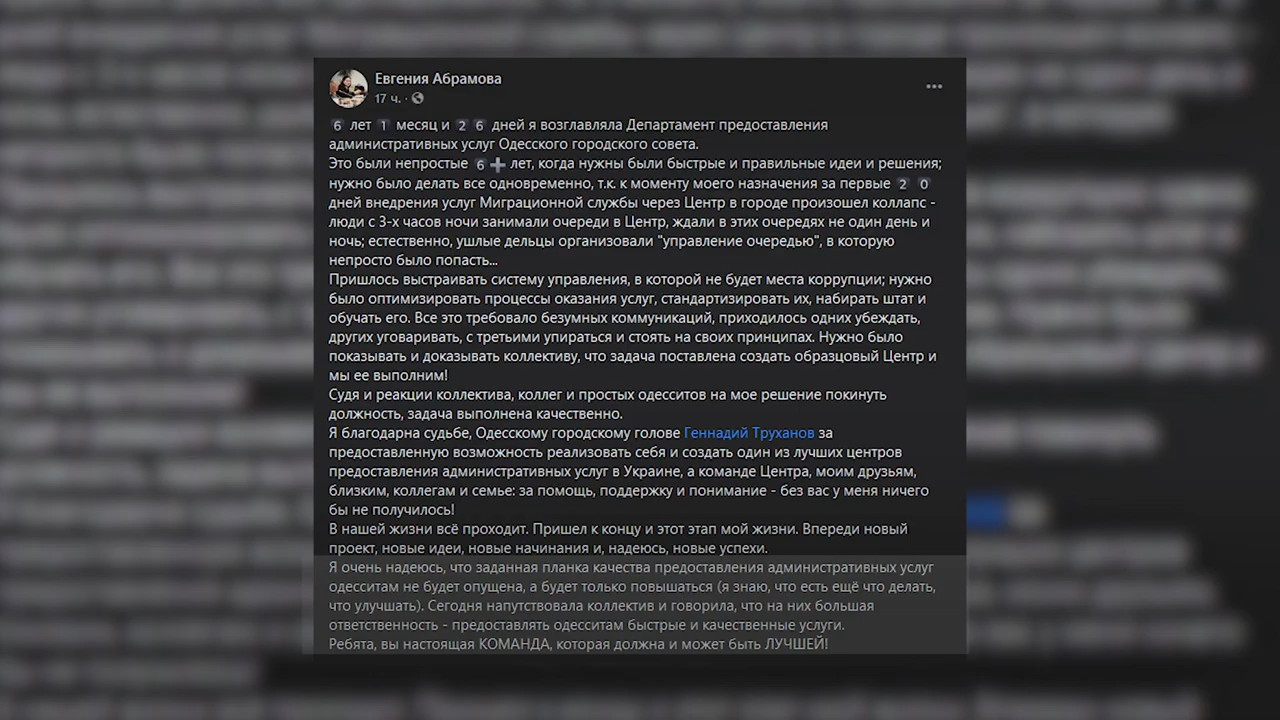 Евгения Абрамова
17 ч. ·
6 лет 1 месяц и 2 6 дней я возглавляла Департамент предоставления
административных услуг Одесского городского совета.
Это были непростые 6➕ лет, когда нужны были быстрые и правильные идеи и решения;
нужно было делать все одновременно, т.к. к моменту моего назначения за первые 2 0
дней внедрения услуг Миграционной службы через Центр в городе произошел коллапс -
люди с 3-х часов ночи занимали очереди в Центр, ждали в этих очередях не один день и
ночь; естественно, ушлые дельцы организовали "управление очередью", в которую
непросто было попасть...
Пришлось выстраивать систему управления, в которой не будет места коррупции; нужно
было оптимизировать процессы оказания услуг, стандартизировать их, набирать штат и
обучать его. Все это требовало безумных коммуникаций, приходилось одних убеждать,
других уговаривать, с третьими упираться и стоять на своих принципах. Нужно было
показывать и доказывать коллективу, что задача поставлена создать образцовый Центр и
мы ее выполним!
Судя и реакции коллектива, коллег и простых одесситов на мое решение покинуть
должность, задача выполнена качественно.
Я благодарна судьбе, Одесскому городскому голове Геннадий Труханов за
предоставленную возможность реализовать себя и создать один из лучших центров
предоставления административных услуг в Украине, а команде Центра, моим друзьям,
близким, коллегам и семье: за помощь, поддержку и понимание - без вас у меня ничего
бы не получилось!
В нашей жизни всё проходит. Пришел к концу и этот этап мой жизни. Впереди новый
проект, новые идеи, новые начинания и, надеюсь, новые успехи.
Я очень надеюсь, что заданная планка качества предоставления административных услуг
одесситам не будет опущена, а будет только повышаться (я знаю, что есть ещё что делать,
что улучшать). Сегодня напутствовала коллектив и говорила, что на них большая
ответственность - предоставлять одесситам быстрые и качественные услуги.
Ребята, вы настоящая КОМАНДА, которая должна и может быть ЛУЧШЕЙ!